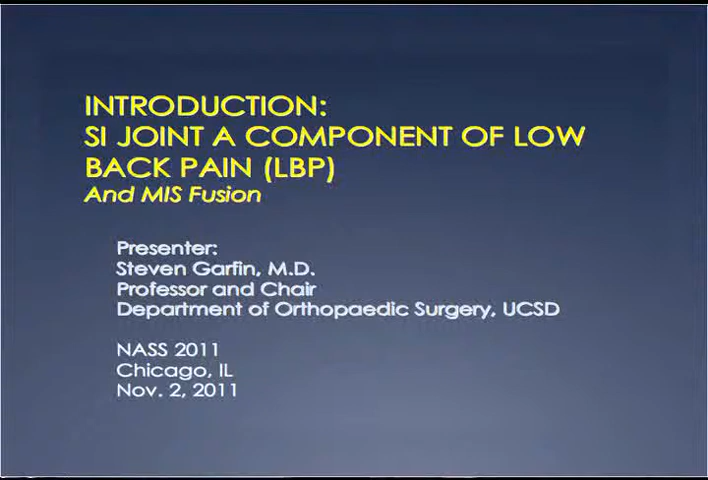 INTRODUCTION:
SI JOINT A COMPONENT OF LOW
BACK PAIN (LBP)
And MIS Fusion
Presenter:
Steven Garfin, M.D.
Professor and Chair
Department of Orthopaedic Surgery, UCSD
NASS 2011
Chicago, IL
Nov. 2, 2011